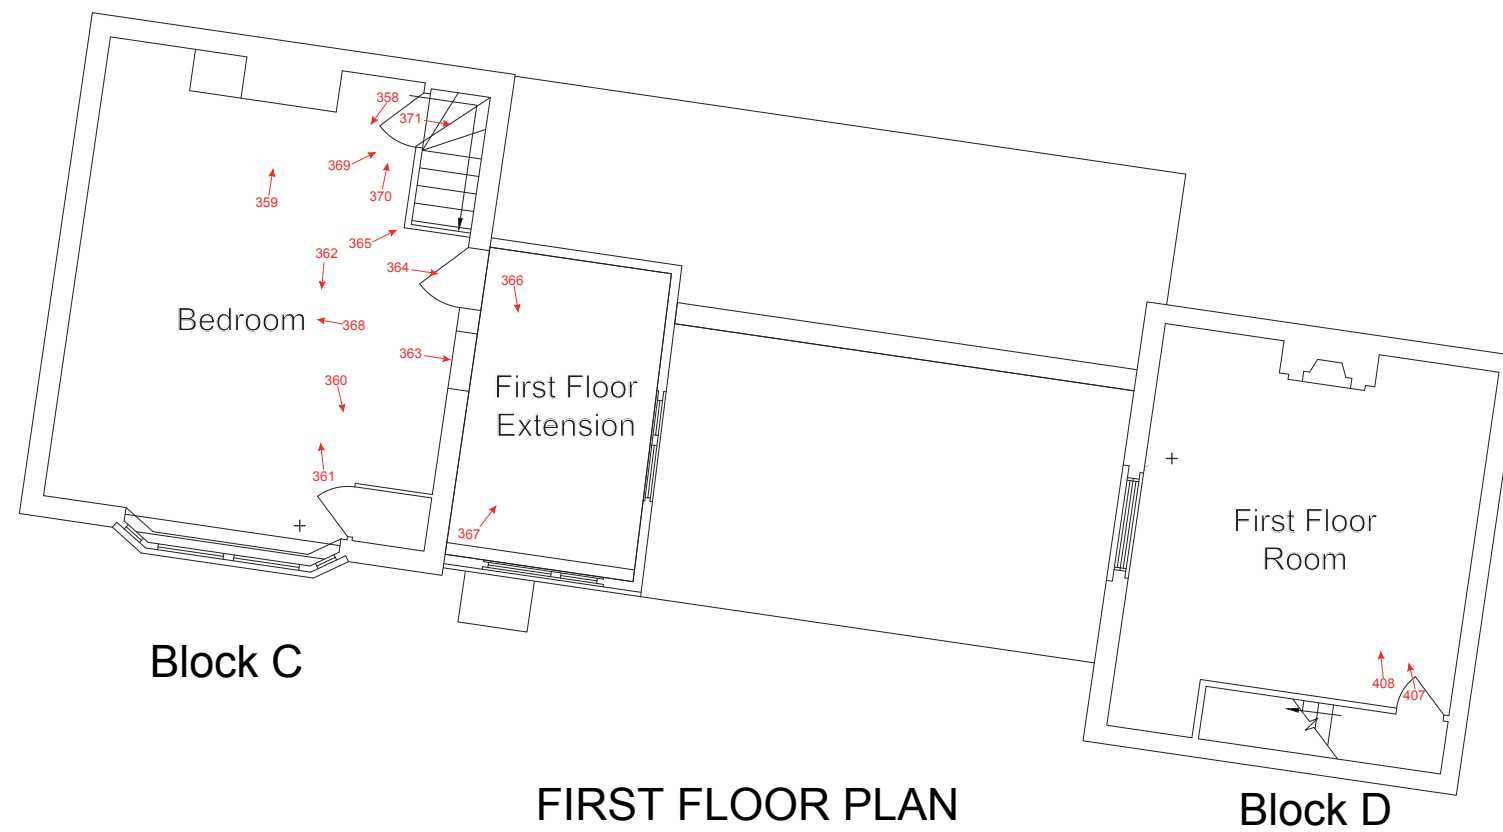 358
371
369
370
359
365
362
364
366
Bedroom
368
363
360
First Floor
Extension
361
367
First Floor
Room
408
407
Block C
FIRST FLOOR PLAN
Block D